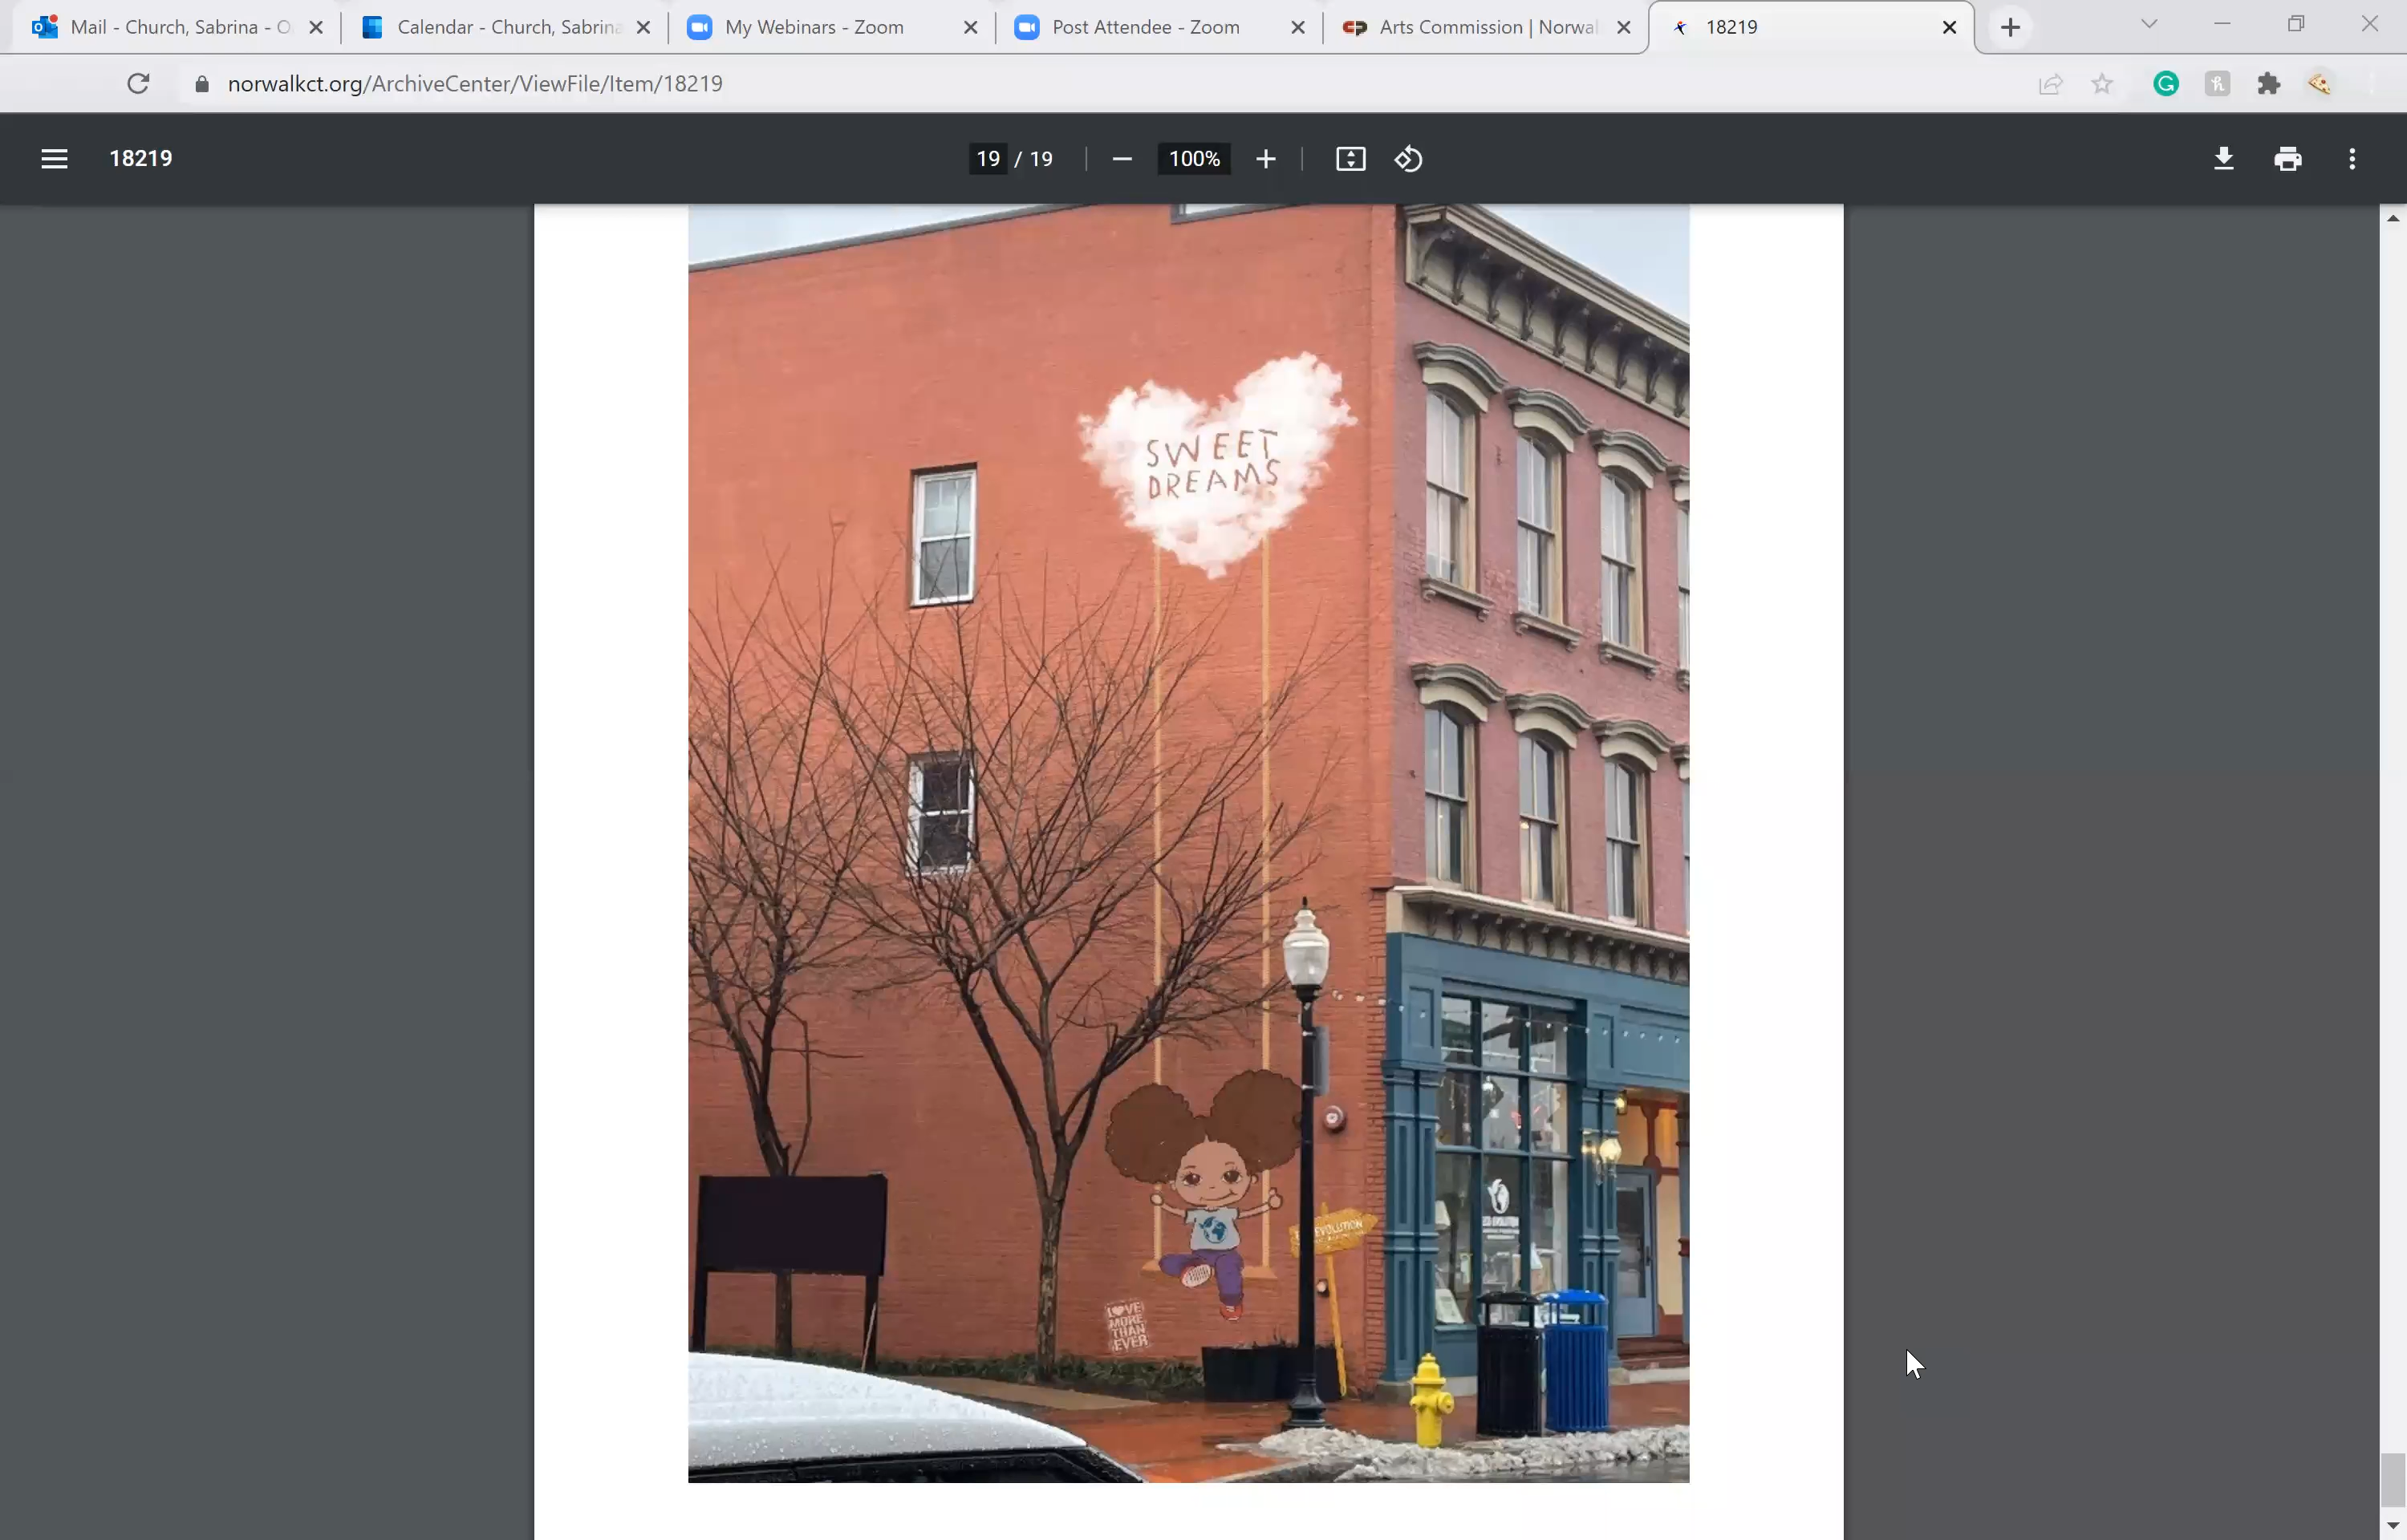 Mail - Church, Sabrina - O
Calendar - Church, Sabrina
My Webinars - Zoom
Post Attendee - Zoom
Arts Commission | Norwal
18219
norwalkct.org/ArchiveCenter/ViewFile/Item/18219
18219
19 / 19
100%
SWEET
DREAMS
EVOLUTION
LOVE
MORE
THAN
EVER